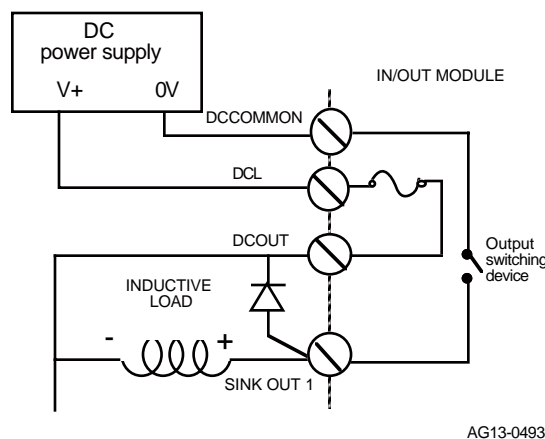 DC
power supply
V+ 0V
IN/OUT MODULE
DCCOMMON
DCL
DCOUT
Output
switching
device
INDUCTIVE
LOAD
- +
SINK OUT 1
AG13-0493